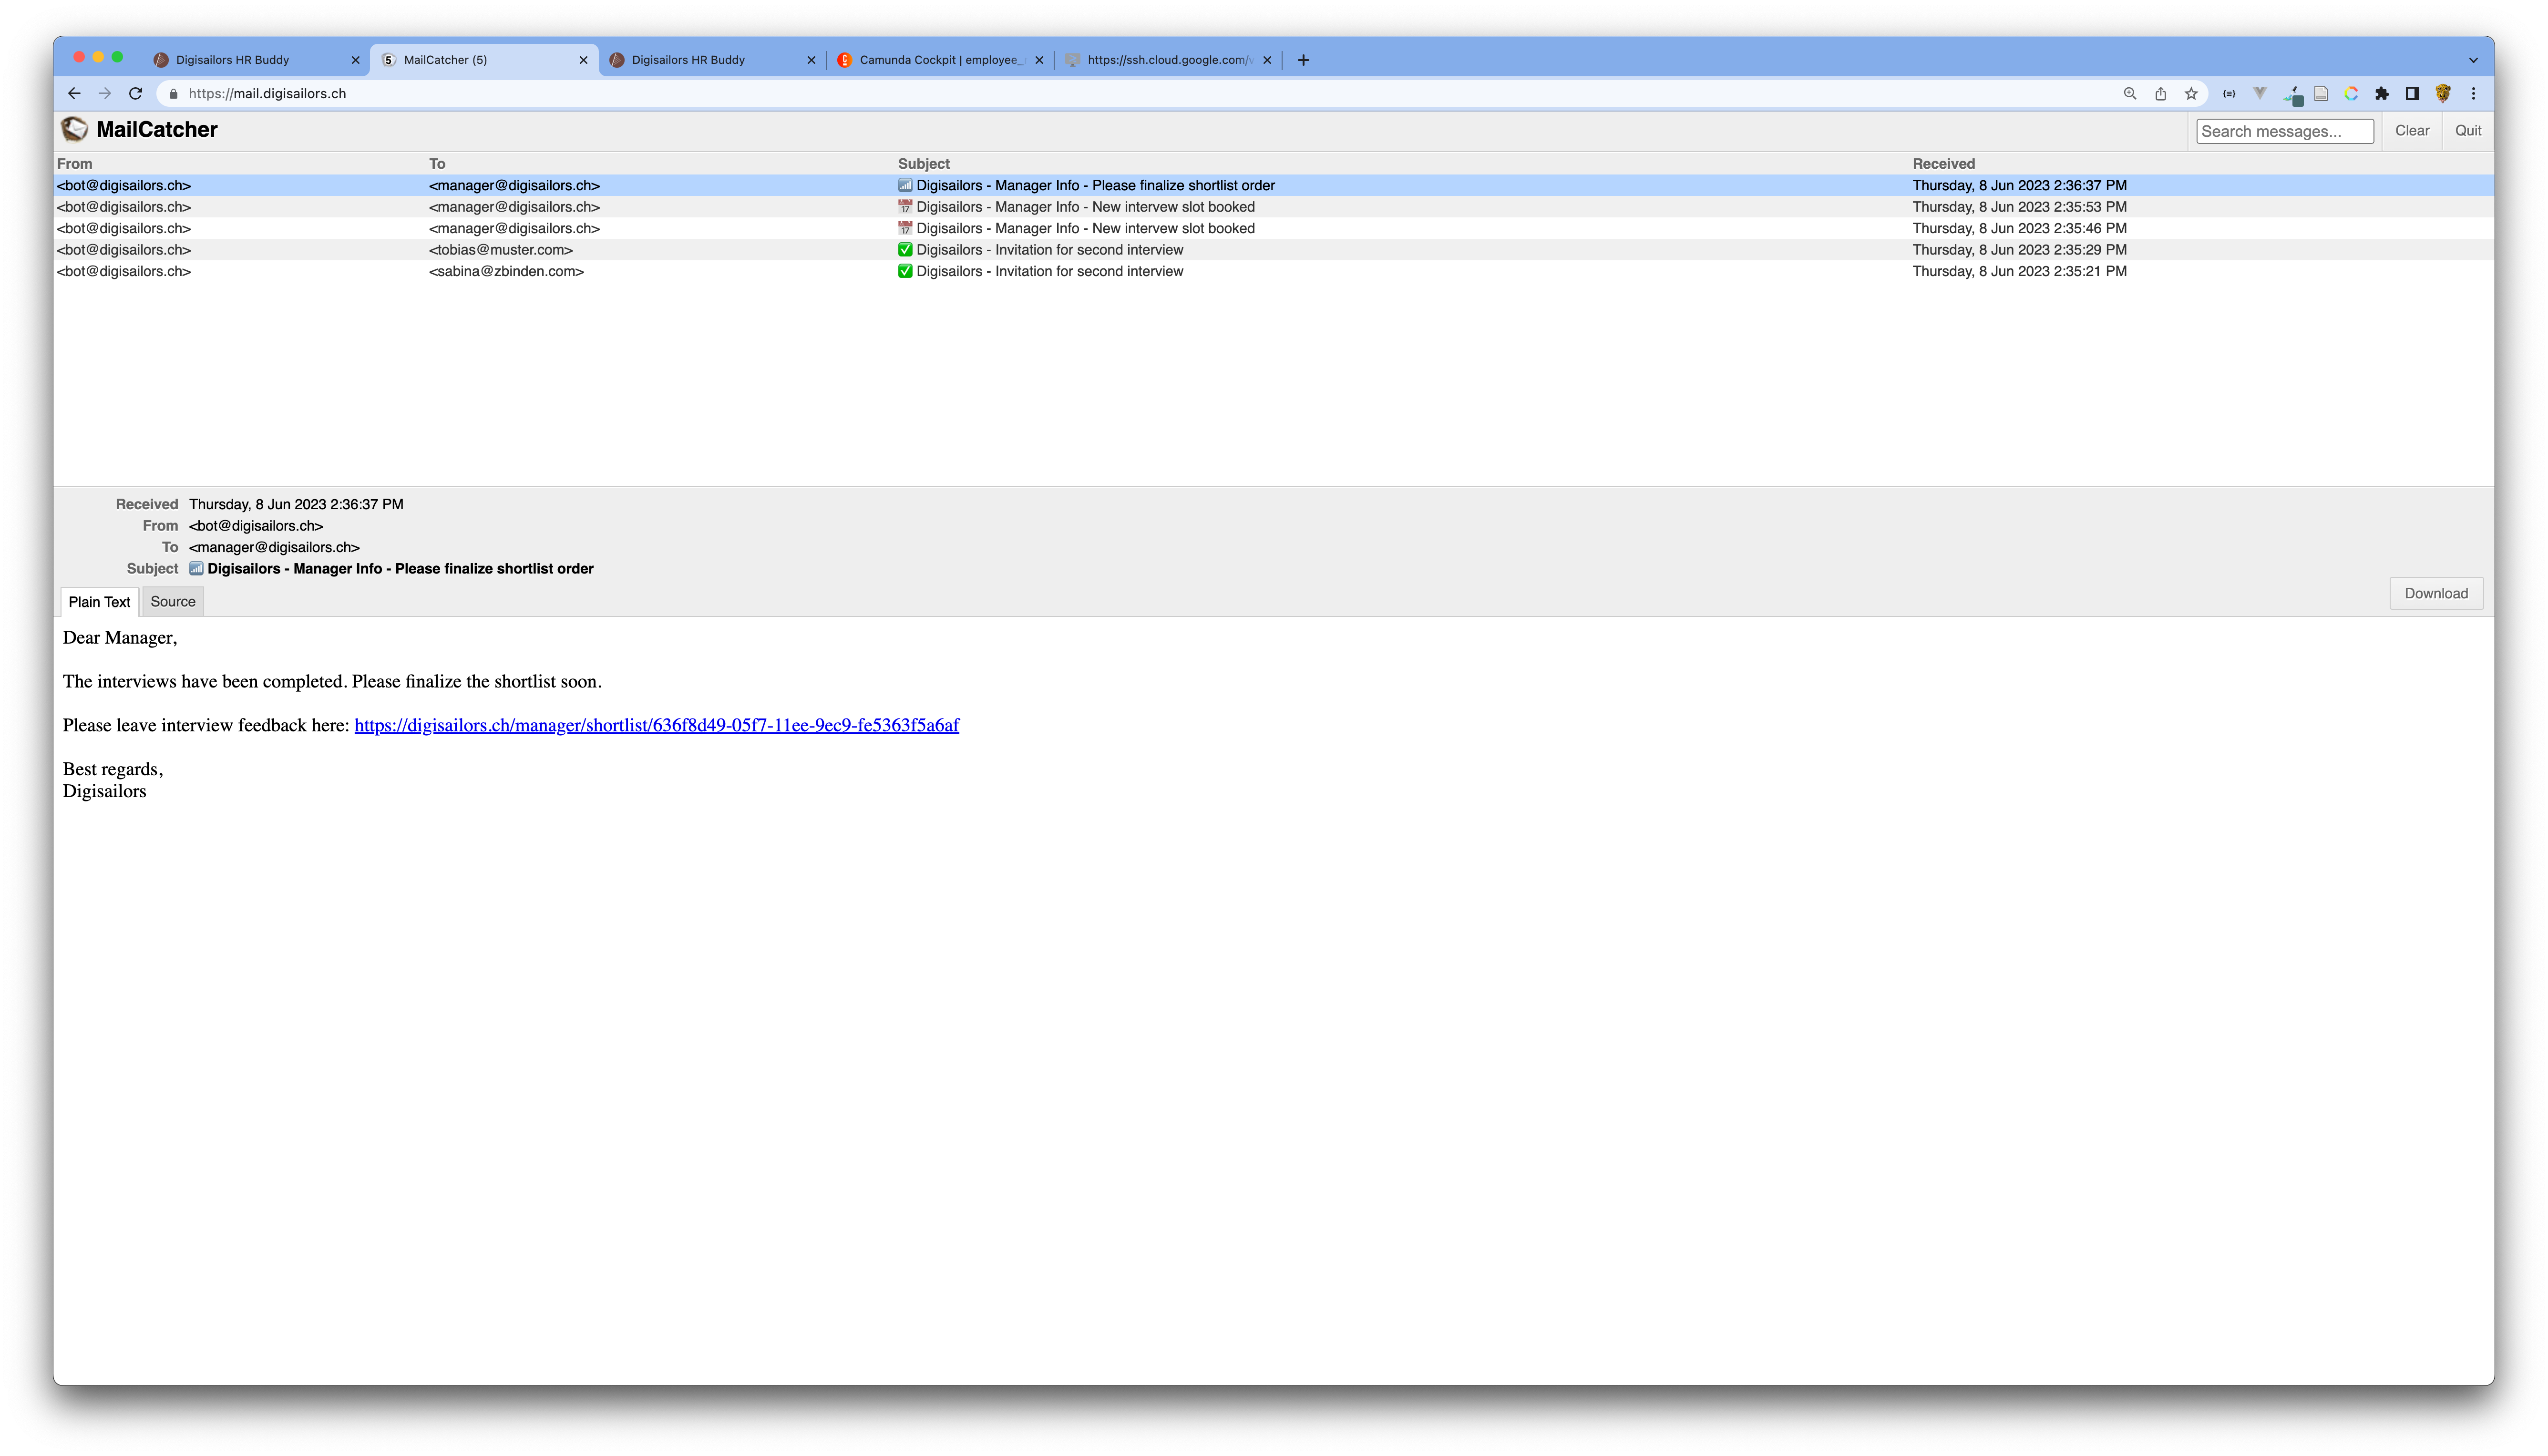 Digisailors HR Buddy
5 MailCatcher (5)
Digisailors HR Buddy
Camunda Cockpit | employee_
https://ssh.cloud.google.com/v
https://mail.digisailors.ch
MailCatcher
Search messages...
Clear
Quit
From To Subject Received
<bot@digisailors.ch> <manager@digisailors.ch> 📶 Digisailors - Manager Info - Please finalize shortlist order Thursday, 8 Jun 2023 2:36:37 PM
<bot@digisailors.ch> <manager@digisailors.ch> 📅 Digisailors - Manager Info - New intervew slot booked Thursday, 8 Jun 2023 2:35:53 PM
<bot@digisailors.ch> <manager@digisailors.ch> 📅 Digisailors - Manager Info - New intervew slot booked Thursday, 8 Jun 2023 2:35:46 PM
<bot@digisailors.ch> <tobias@muster.com> ✅ Digisailors - Invitation for second interview Thursday, 8 Jun 2023 2:35:29 PM
<bot@digisailors.ch> <sabina@zbinden.com> ✅ Digisailors - Invitation for second interview Thursday, 8 Jun 2023 2:35:21 PM
Received Thursday, 8 Jun 2023 2:36:37 PM
From <bot@digisailors.ch>
To <manager@digisailors.ch>
Subject 📶 Digisailors - Manager Info - Please finalize shortlist order
Plain Text
Source
Download
Dear Manager,
The interviews have been completed. Please finalize the shortlist soon.
Please leave interview feedback here: https://digisailors.ch/manager/shortlist/636f8d49-05f7-11ee-9ec9-fe5363f5a6af
Best regards,
Digisailors